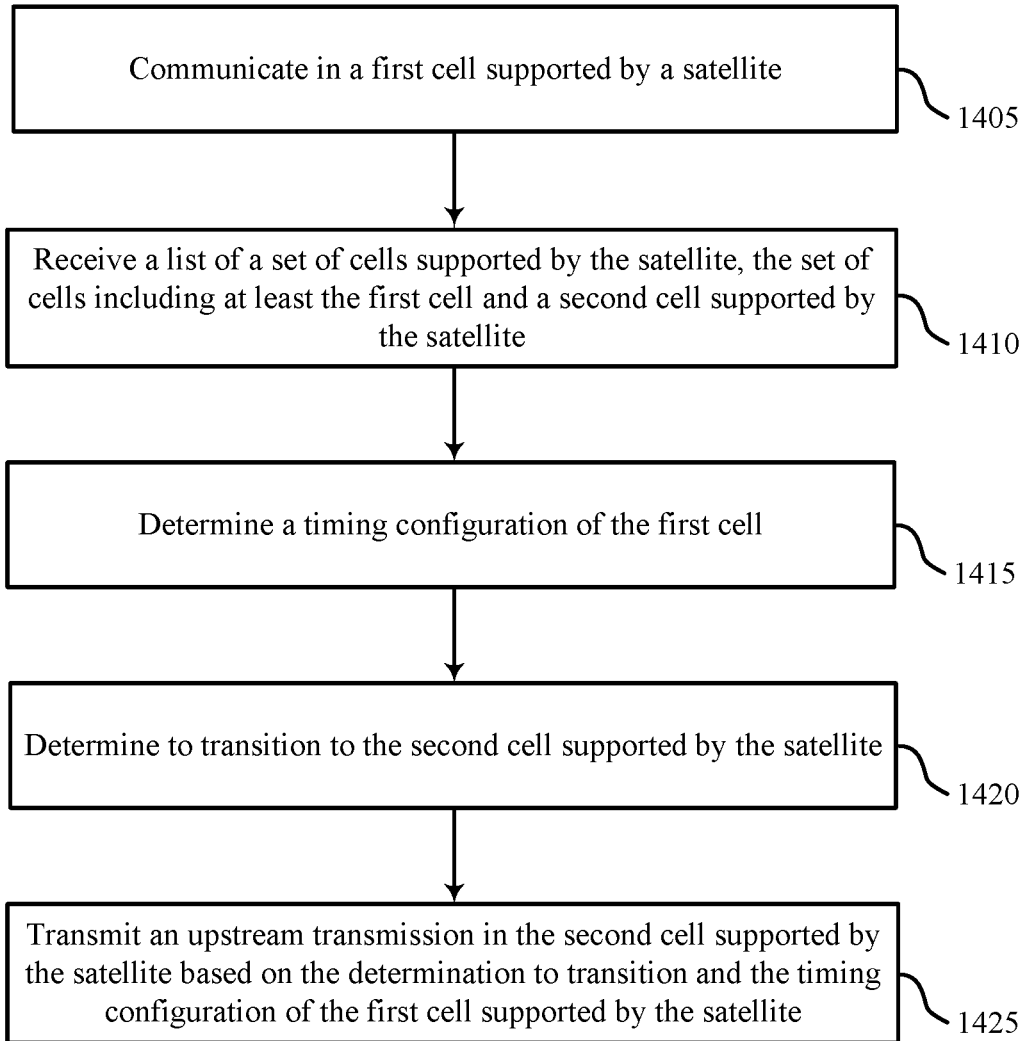 Communicate in a first cell supported by a satellite
1405
Receive a list of a set of cells supported by the satellite, the set of
cells including at least the first cell and a second cell supported by
the satellite
1410
Determine a timing configuration of the first cell
1415
Determine to transition to the second cell supported by the satellite
1420
Transmit an upstream transmission in the second cell supported by
the satellite based on the determination to transition and the timing
configuration of the first cell supported by the satellite
1425